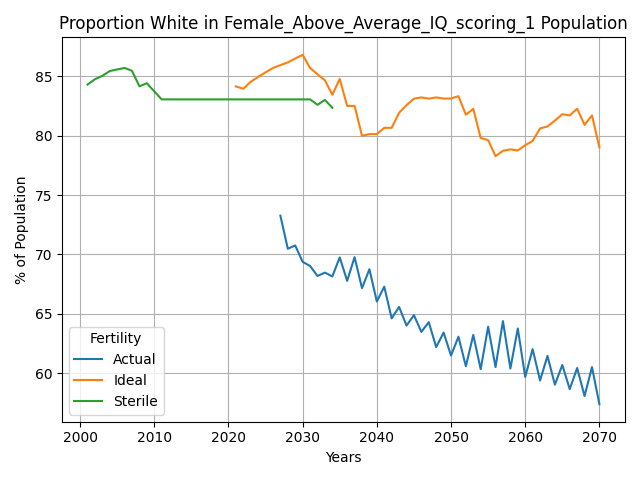 Proportion White in Female_Above_Average_IQ_scoring_1 Population
% of Population
85
80
75
70
65
60
Fertility
Actual
Ideal
Sterile
2000 2010 2020 2030 2040 2050 2060 2070
Years